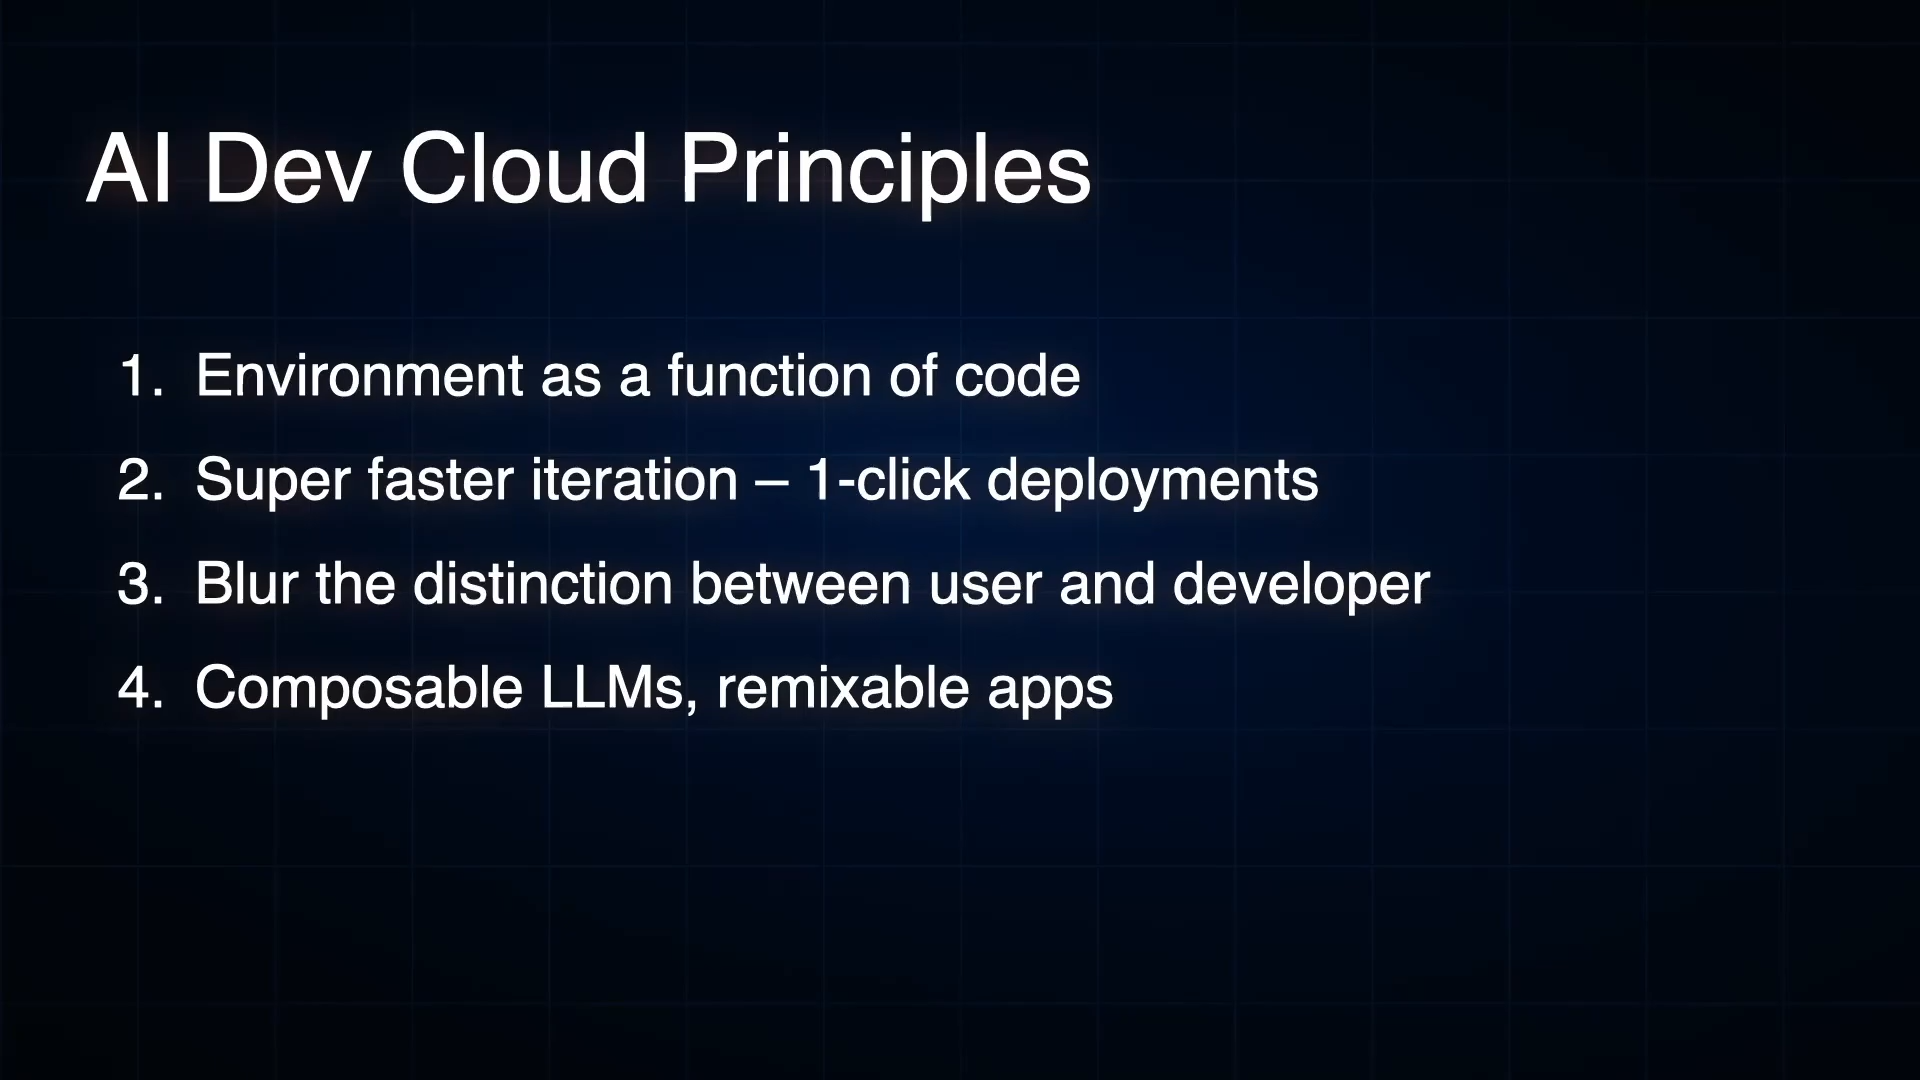 AI Dev Cloud Principles
1. Environment as a function of code
2. Super faster iteration – 1-click deployments
3. Blur the distinction between user and developer
4. Composable LLMs, remixable apps